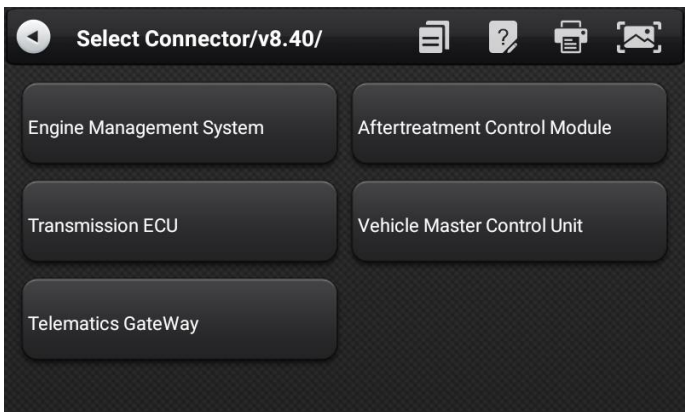 Select Connector/v8.40/
Engine Management System
Aftertreatment Control Module
Transmission ECU
Vehicle Master Control Unit
Telematics GateWay